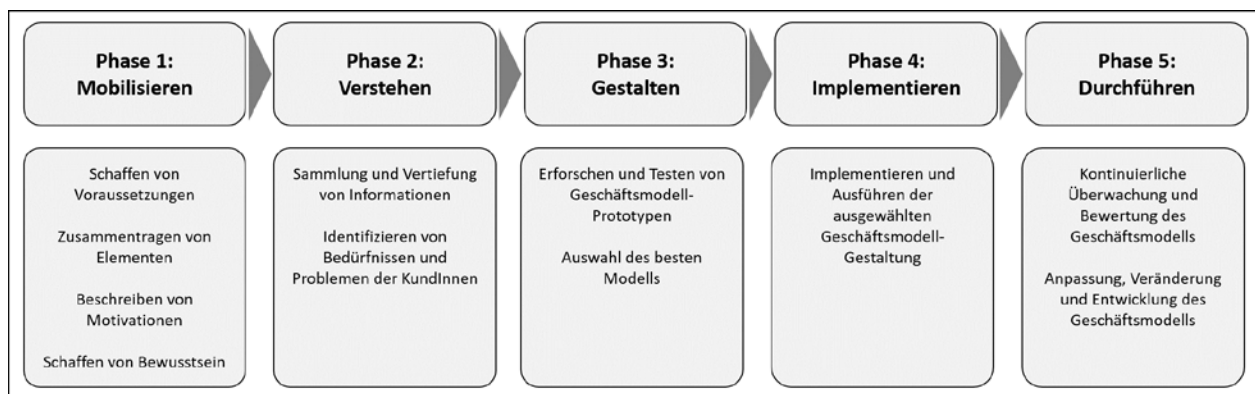 Phase 1:
Mobilisieren
Phase 2:
Verstehen
Phase 3:
Gestalten
Phase 4:
Implementieren
Phase 5:
Durchführen
Schaffen von
Voraussetzungen
Zusammentragen von
Elementen
Beschreiben von
Motivationen
Schaffen von Bewusstsein
Sammlung und Vertiefung
von Informationen
Identifizieren von
Bedürfnissen und
Problemen der KundInnen
Erforschen und Testen von
Geschäftsmodell-
Prototypen
Auswahl des besten
Modells
Implementieren und
Ausführen der
ausgewählten
Geschäftsmodell-
Gestaltung
Kontinuierliche
Überwachung und
Bewertung des
Geschäftsmodells
Anpassung, Veränderung
und Entwicklung des
Geschäftsmodells